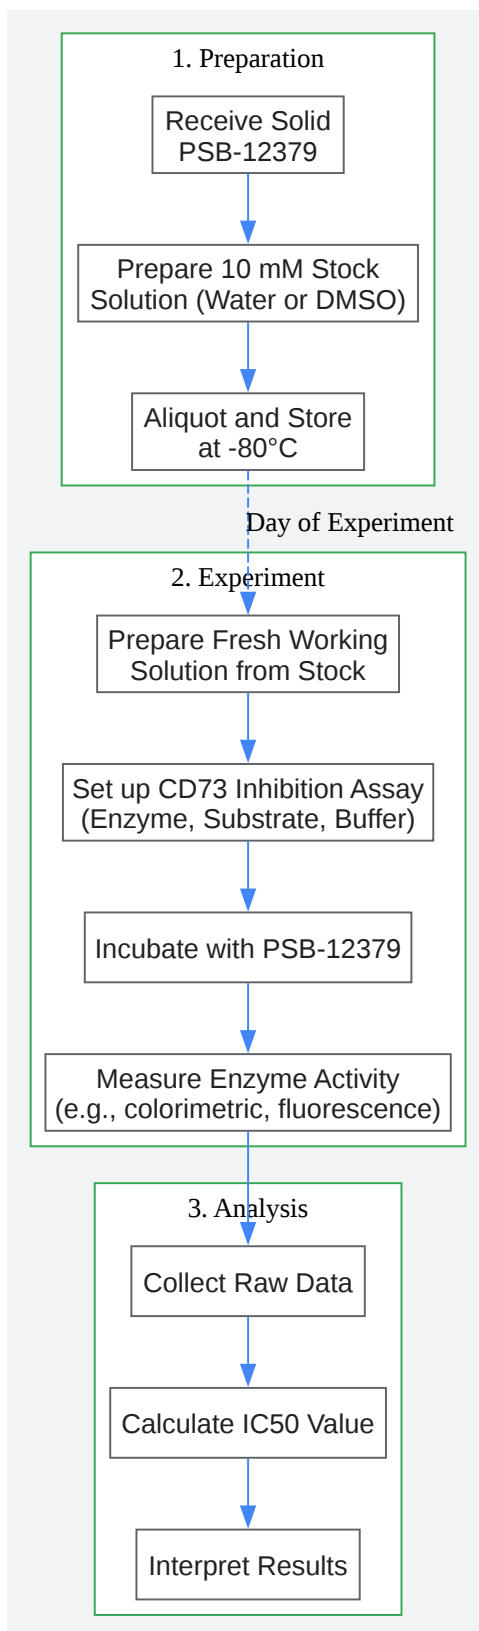 1. Preparation
Receive Solid
PSB-12379
Prepare 10 mM Stock
Solution (Water or DMSO)
Aliquot and Store
at -80°C
Day of Experiment
2. Experiment
Prepare Fresh Working
Solution from Stock
Set up CD73 Inhibition Assay
(Enzyme, Substrate, Buffer)
Incubate with PSB-12379
Measure Enzyme Activity
(e.g., colorimetric, fluorescence)
3. Analysis
Collect Raw Data
Calculate IC50 Value
Interpret Results